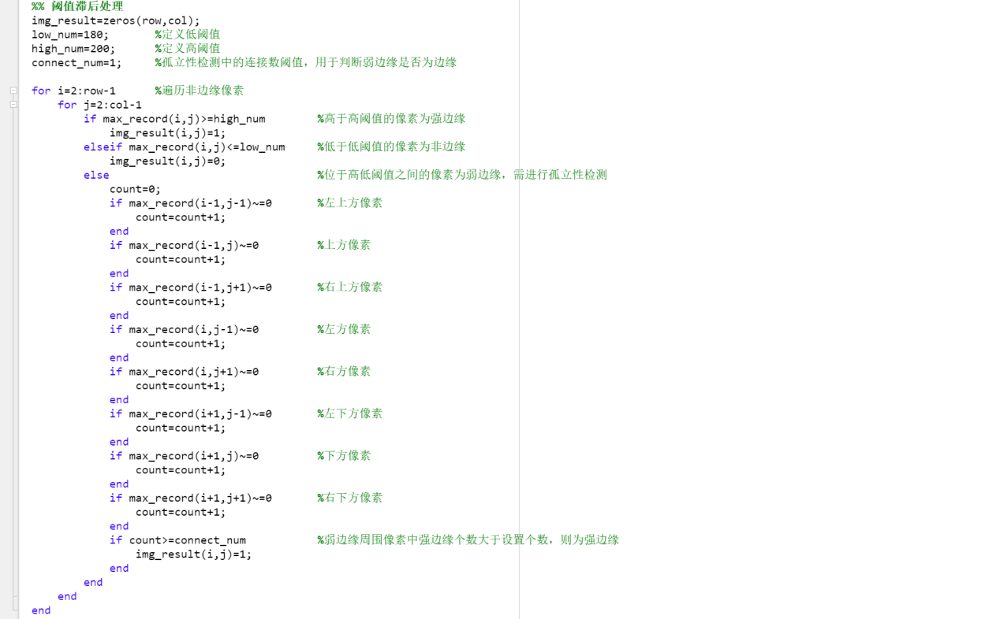 %% 阈值滞后处理
img_result=zeros(row,col);
low_num=180;       %定义低阈值
high_num=200;      %定义高阈值
connect_num=1;     %孤立性检测中的连接数阈值，用于判断弱边缘是否为边缘
for i=2:row-1      %遍历非边缘像素
    for j=2:col-1
        if max_record(i,j)>=high_num        %高于高阈值的像素为强边缘
            img_result(i,j)=1;
        elseif max_record(i,j)<=low_num     %低于低阈值的像素为非边缘
            img_result(i,j)=0;
        else                                %位于高低阈值之间的像素为弱边缘，需进行孤立性检测
            count=0;
            if max_record(i-1,j-1)~=0       %左上方像素
                count=count+1;
            end
            if max_record(i-1,j)~=0         %上方像素
                count=count+1;
            end
            if max_record(i-1,j+1)~=0       %右上方像素
                count=count+1;
            end
            if max_record(i,j-1)~=0         %左方像素
                count=count+1;
            end
            if max_record(i,j+1)~=0         %右方像素
                count=count+1;
            end
            if max_record(i+1,j-1)~=0       %左下方像素
                count=count+1;
            end
            if max_record(i+1,j)~=0         %下方像素
                count=count+1;
            end
            if max_record(i+1,j+1)~=0       %右下方像素
                count=count+1;
            end
            if count>=connect_num           %弱边缘周围像素中强边缘个数大于设置个数，则为强边缘
                img_result(i,j)=1;
            end
        end
    end
end